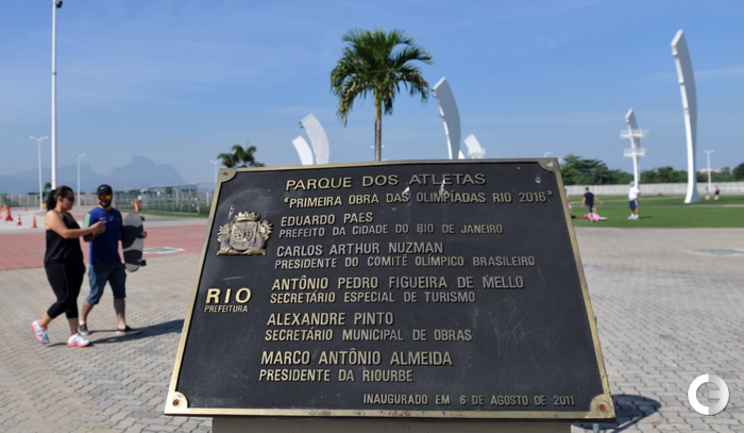 PARQUE DOS ATLETAS
"PRIMEIRA OBRA DAS OLIMPÍADAS RIO 2016"
EDUARDO PAES
PREFEITO DA CIDADE DO RIO DE JANEIRO
CARLOS ARTHUR NUZMAN
PRESIDENTE DO COMITÊ OLÍMPICO BRASILEIRO
ANTÔNIO PEDRO FIGUEIRA DE MELLO
SECRETÁRIO ESPECIAL DE TURISMO
RIO
PREFEITURA
ALEXANDRE PINTO
SECRETÁRIO MUNICIPAL DE OBRAS
MARCO ANTÔNIO ALMEIDA
PRESIDENTE DA RIOURBE
INAUGURADO EM 6 DE AGOSTO DE 2011